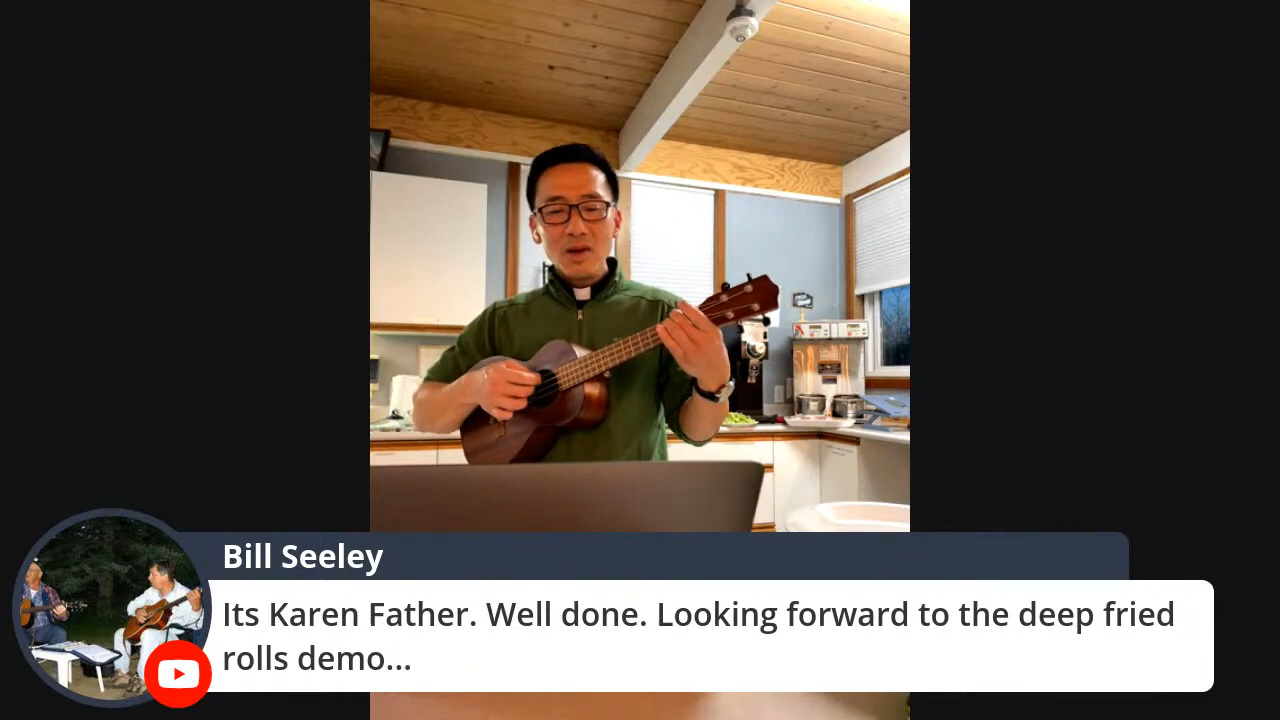 Bill Seeley
Its Karen Father. Well done. Looking forward to the deep fried
rolls demo...